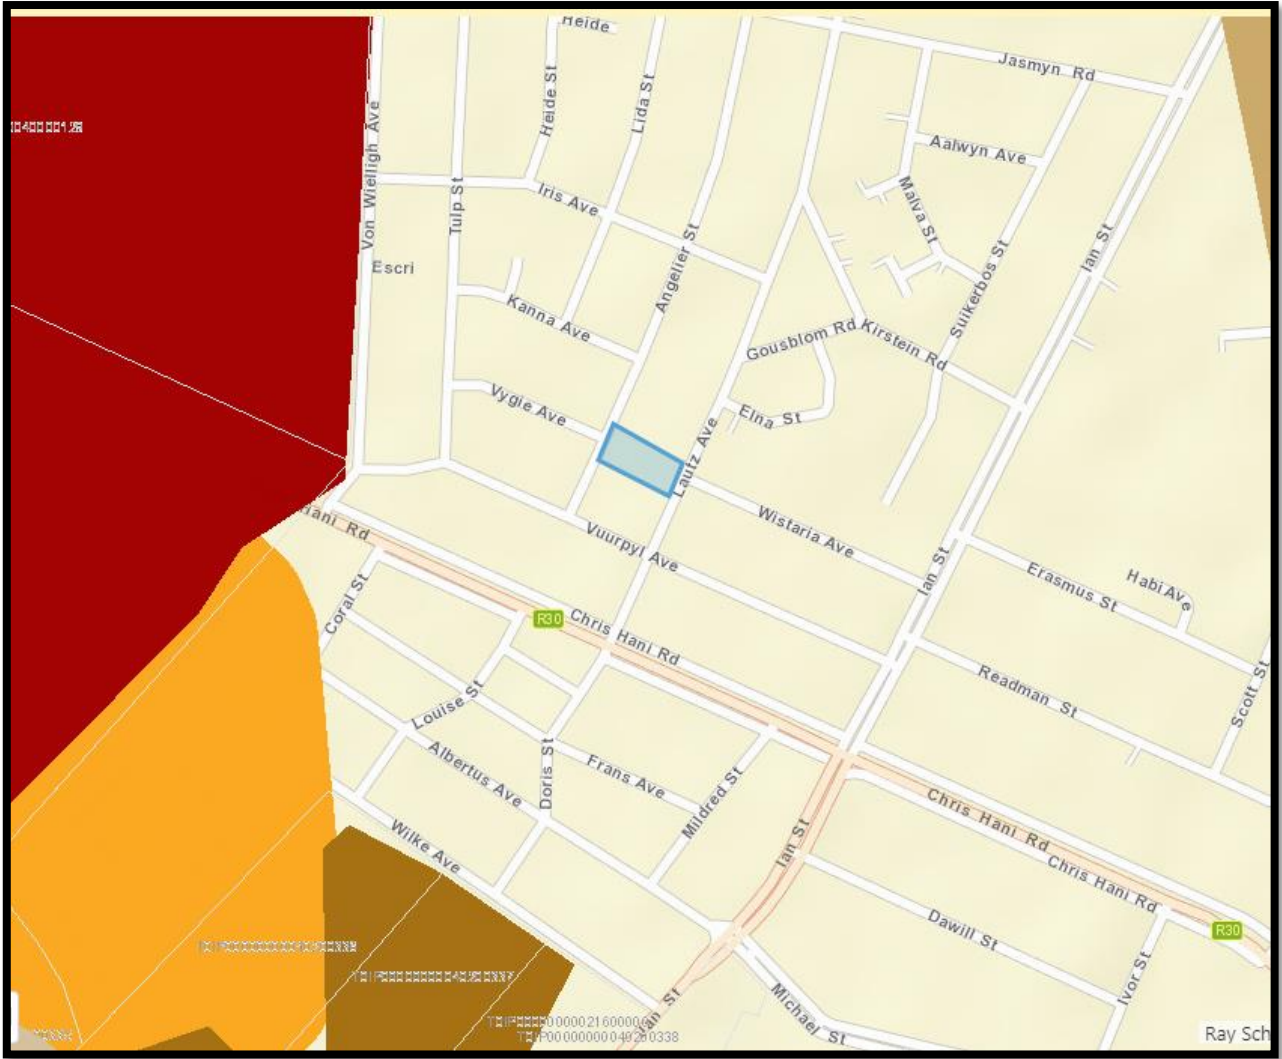 Heide
Jasmyn Rd
Heide St
Lida St
Von Wielligh Ave
Aalwyn Ave
Tulp St
Iris Ave
Malva St
Ian St
Angelier St
Suikerbos St
Escri
Kanna Ave
Gousblom Rd
Kirstein Rd
Vygie Ave
Elna St
Lautz Ave
Wistaria Ave
Hani Rd
Vuurpyl Ave
Ian St
Erasmus St
Habi Ave
Coral St
R30
Chris Hani Rd
Readman St
Scott St
Louise St
Albertus Ave
Doris St
Frans Ave
Mildred St
Chris Hani Rd
Ian St
Wilke Ave
Chris Hani Rd
Dawill St
R30
Ivor St
Michael St
Ian St
Ray Sch